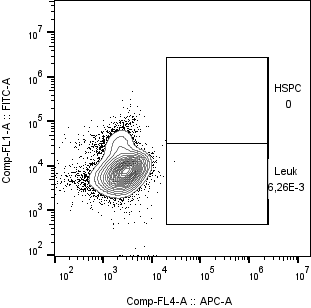 10^7
10^6
HSPC
0
10^5
10^4
Leuk
6,26E-3
10^3
10^2
Comp-FL1-A :: FITC-A
10^2 10^3 10^4 10^5 10^6 10^7
Comp-FL4-A :: APC-A